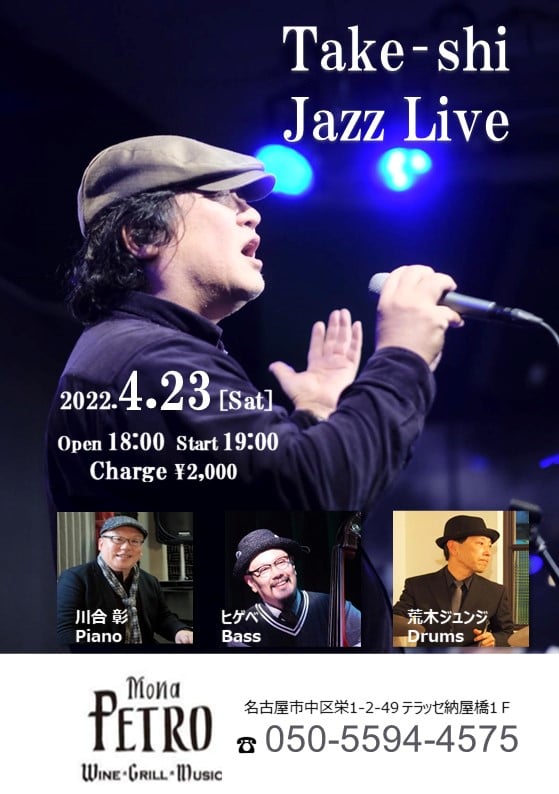 Take-shi
Jazz Live
2022.4.23 [Sat]
Open 18:00 Start 19:00
Charge ¥2,000
川合 彰
Piano
ヒゲベ
Bass
荒木ジュンジ
Drums
Mona
PETRO
WINE★GRILL★MUSIC
名古屋市中区栄1-2-49 テラッセ納屋橋1F
☎ 050-5594-4575